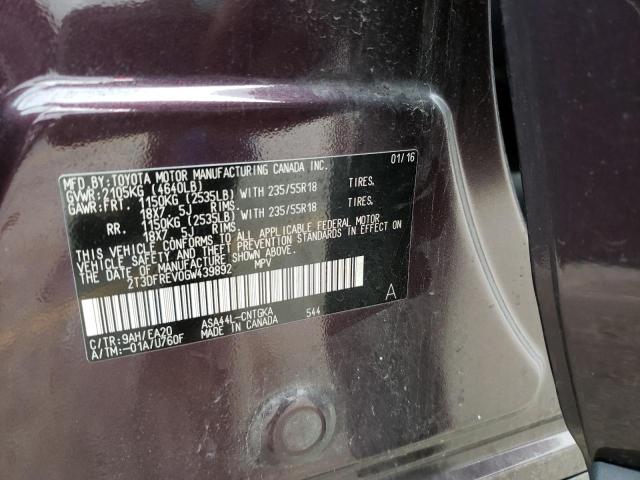 MFD.BY:TOYOTA MOTOR MANUFACTURING CANADA INC. 01/16
GVWR:2105KG (4640LB)
GAWR:FRT. 1150KG (2535LB) WITH 235/55R18 TIRES,
18X7 5J RIMS
RR. 1150KG (2535LB) WITH 235/55R18 TIRES,
18X7 5J RIMS
THIS VEHICLE CONFORMS TO ALL APPLICABLE FEDERAL MOTOR
VEHICLE SAFETY AND THEFT PREVENTION STANDARDS IN EFFECT ON
THE DATE OF MANUFACTURE SHOWN ABOVE.
2T3DFREV0GW439892 MPV
A
C/TR:9AH/EA20 ASA44L-CNTGKA 544
A/TM:-01A/U760F MADE IN CANADA